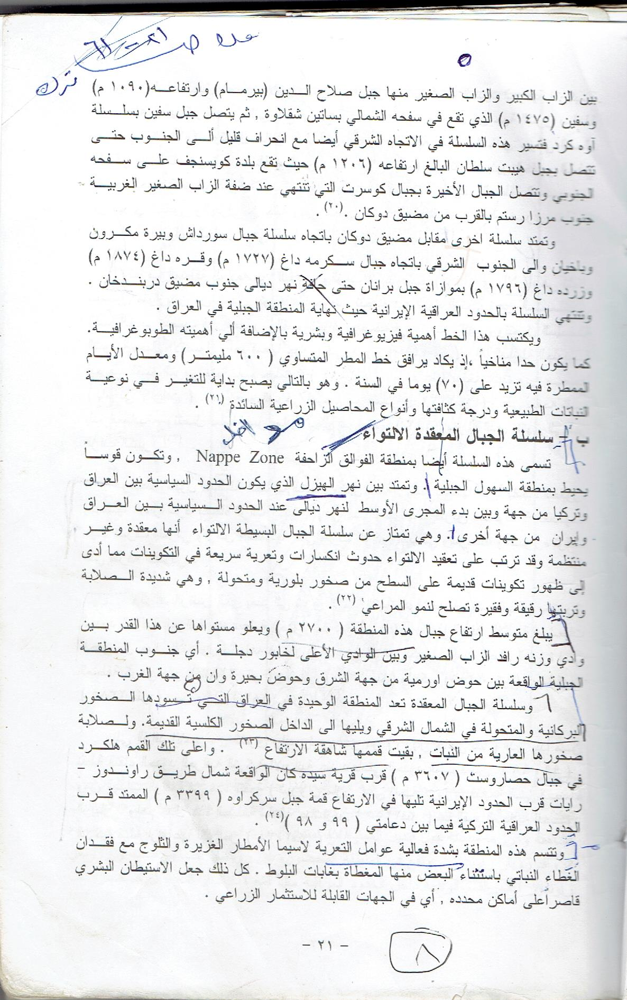 ترك
بين الزاب الكبير والزاب الصغير منها جبل صلاح الدين (بيرمام) وارتفاعه(١٠٩٠ م)
وسفين (١٤٧٥ م) الذي تقع في سفحه الشمالي بساتين شقلاوة , ثم يتصل جبل سفين بسلسلة
آوه كرد فتسير هذه السلسلة في الاتجاه الشرقي أيضا مع انحراف قليل ألى الجنوب حتى
تتصل بجبل هيبت سلطان البالغ ارتفاعه (١٢٠٦ م) حيث تقع بلدة كويسنجف على سفحه
الجنوبي وتتصل الجبال الأخيرة بجبال كوسرت التي تنتهي عند ضفة الزاب الصغير الغربية
جنوب مرزا رستم بالقرب من مضيق دوكان .(٢٠) .
وتمتد سلسلة اخرى مقابل مضيق دوكان باتجاه سلسلة جبال سورداش وبيرة مكرون
وباخيان والى الجنوب الشرقي باتجاه جبال سكرمه داغ (١٧٢٧ م) وقره داغ (١٨٧٤ م)
وزرده داغ (١٧٩٦ م) بموازاة جبل برانان حتى حافة نهر ديالى جنوب مضيق دربندخان .
وتنتهي السلسلة بالحدود العراقية الإيرانية حيث نهاية المنطقة الجبلية في العراق .
ويكتسب هذا الخط أهمية فيزيوغرافية وبشرية بالإضافة ألي أهميته الطوبوغرافية.
كما يكون حدا مناخياً ،إذ يكاد يرافق خط المطر المتساوي ( ٦٠٠ مليمتر) ومعدل الأيام
الممطرة فيه تزيد على (٧٠) يوما في السنة . وهو بالتالي يصبح بداية للتغير في نوعية
النباتات الطبيعية ودرجة كثافتها وأنواع المحاصيل الزراعية السائدة (٢١) .
ب – سلسلة الجبال المعقدة الالتواء
تسمى هذه السلسلة أيضا بمنطقة الفوالق الزاحفة Nappe Zone , وتكون قوساً
يحيط بمنطقة السهول الجبلية . وتمتد بين نهر الهيزل الذي يكون الحدود السياسية بين العراق
وتركيا من جهة وبين بدء المجرى الأوسط لنهر ديالى عند الحدود السياسية بين العراق
وإيران من جهة أخرى . وهي تمتاز عن سلسلة الجبال البسيطة الالتواء أنها معقدة وغير
منتظمة وقد ترتب على تعقيد الالتواء حدوث انكسارات وتعرية سريعة في التكوينات مما أدى
إلى ظهور تكوينات قديمة على السطح من صخور بلورية ومتحولة , وهي شديدة الصلابة
وتربتها رقيقة وفقيرة تصلح لنمو المراعي (٢٢) .
يبلغ متوسط ارتفاع جبال هذه المنطقة ( ٢٧٠٠ م ) ويعلو مستواها عن هذا القدر بين
وادي وزنه رافد الزاب الصغير وبين الوادي الأعلى لخابور دجلة . أي جنوب المنطقة
الجبلية الواقعة بين حوض اورمية من جهة الشرق وحوض بحيرة وان من جهة الغرب .
وسلسلة الجبال المعقدة تعد المنطقة الوحيدة في العراق التي تسودها الصخور
البركانية والمتحولة في الشمال الشرقي ويليها الى الداخل الصخور الكلسية القديمة. ولصلابة
صخورها العارية من النبات , بقيت قممها شاهقة الارتفاع (٢٣) . واعلى تلك القمم هلكرد
في جبال حصاروست ( ٣٦٠٧ م ) قرب قرية سيده كان الواقعة شمال طريق راوندوز –
رايات قرب الحدود الإيرانية تليها في الارتفاع قمة جبل سركراوه ( ٣٣٩٩ م ) الممتد قرب
الحدود العراقية التركية فيما بين دعامتي ( ٩٩ و ٩٨ )(٢٤) .
وتتسم هذه المنطقة بشدة فعالية عوامل التعرية لاسيما الأمطار الغزيرة والثلوج مع فقدان
الغطاء النباتي باستثناء البعض منها المغطاة بغابات البلوط . كل ذلك جعل الاستيطان البشري
قاصراً على أماكن محدده , أي في الجهات القابلة للاستثمار الزراعي .
– ٢١ –
٨